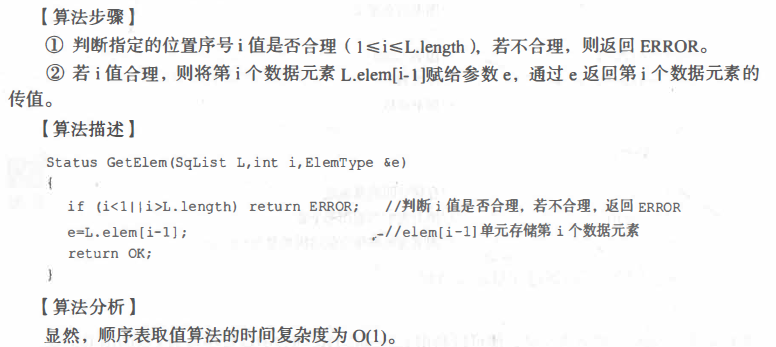 【算法步骤】
① 判断指定的位置序号 i 值是否合理（1≤i≤L.length），若不合理，则返回 ERROR。
② 若 i 值合理，则将第 i 个数据元素 L.elem[i-1]赋给参数 e，通过 e 返回第 i 个数据元素的
传值。
【算法描述】
Status GetElem(SqList L,int i,ElemType &e)
{
if (i<1||i>L.length) return ERROR; //判断 i 值是否合理，若不合理，返回 ERROR
e=L.elem[i-1]; //elem[i-1]单元存储第 i 个数据元素
return OK;
}
【算法分析】
显然，顺序表取值算法的时间复杂度为 O(1)。